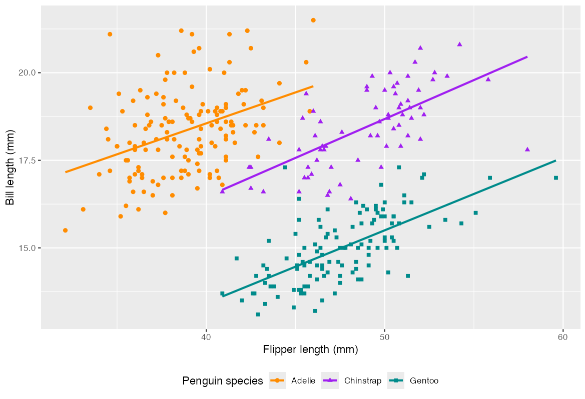 20.0
17.5
15.0
Bill length (mm)
40 50 60
Flipper length (mm)
Penguin species Adelie Chinstrap Gentoo